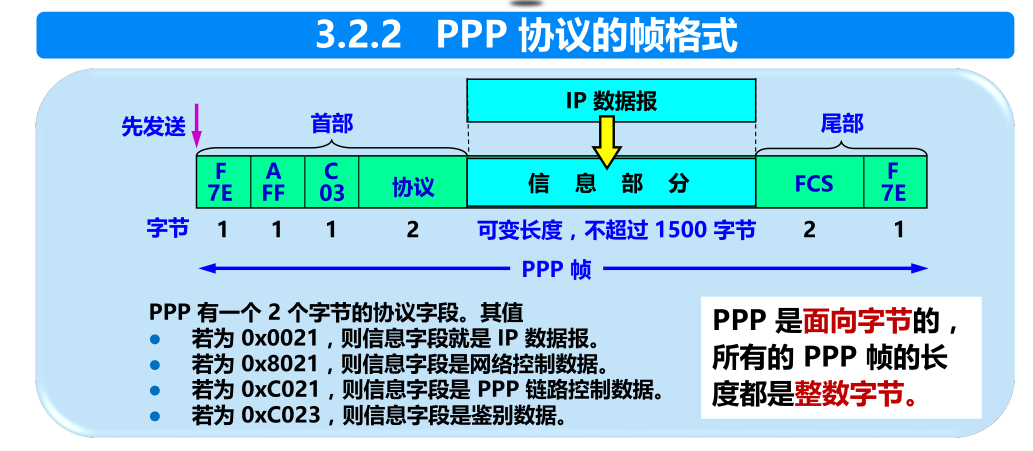 3.2.2 PPP 协议的帧格式
IP 数据报
先发送
首部
尾部
F
7E
A
FF
C
03
协议
信 息 部 分
FCS
F
7E
字节
1
1
1
2
可变长度，不超过 1500 字节
2
1
PPP 帧
PPP 有一个 2 个字节的协议字段。其值
● 若为 0x0021，则信息字段就是 IP 数据报。
● 若为 0x8021，则信息字段是网络控制数据。
● 若为 0xC021，则信息字段是 PPP 链路控制数据。
● 若为 0xC023，则信息字段是鉴别数据。
PPP 是面向字节的，
所有的 PPP 帧的长
度都是整数字节。